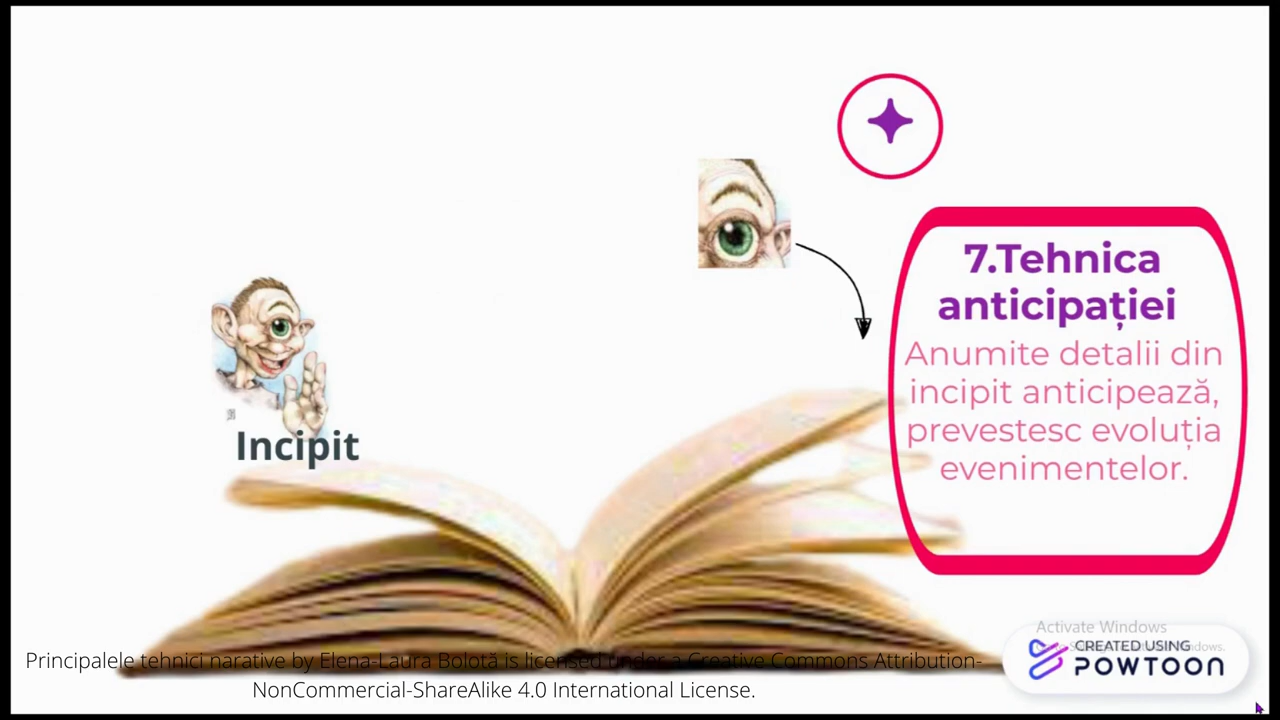 7.Tehnica
anticipației
Anumite detalii din
incipit anticipează,
prevestesc evoluția
evenimentelor.
Incipit
Principalele tehnici narative by Elena-Laura Bolotă is licensed under a Creative Commons Attribution-
NonCommercial-ShareAlike 4.0 International License.
Activate Windows
CREATED USING
POWTOON